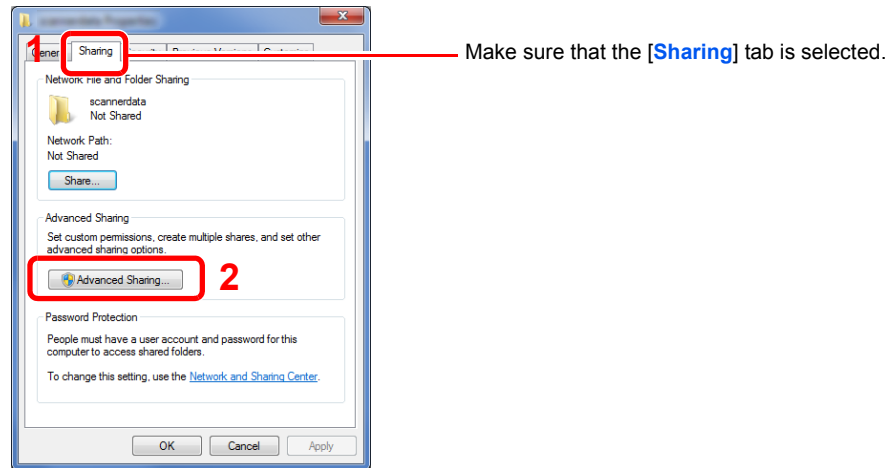 1
Sharing
Make sure that the [Sharing] tab is selected.
Network File and Folder Sharing
scannerdata
Not Shared
Network Path:
Not Shared
Share...
Advanced Sharing
Set custom permissions, create multiple shares, and set other
advanced sharing options.
Advanced Sharing...
2
Password Protection
People must have a user account and password for this
computer to access shared folders.
To change this setting, use the Network and Sharing Center.
OK Cancel Apply